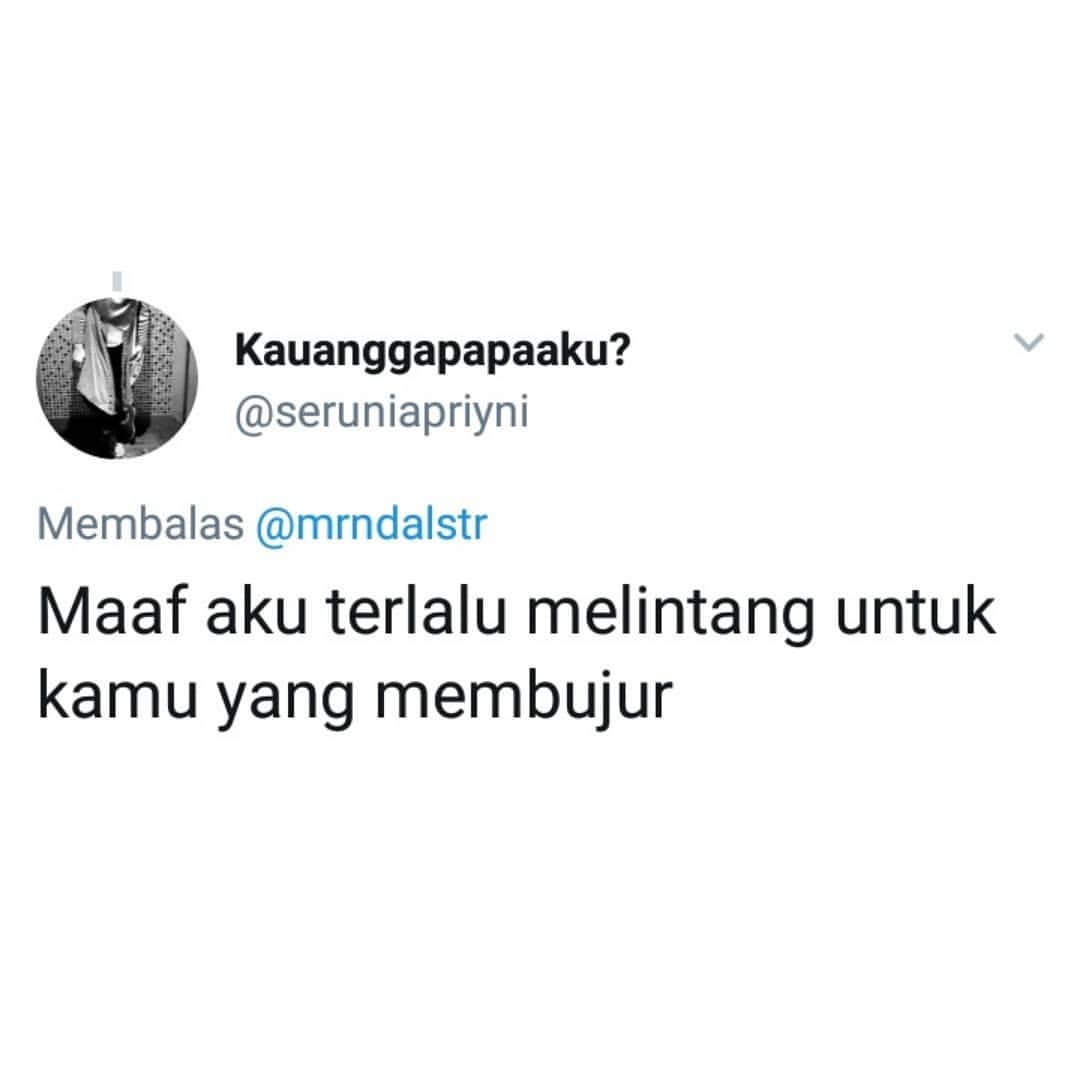 Kauanggapapaaku?
@seruniapriyni
Membalas @mrndalstr
Maaf aku terlalu melintang untuk
kamu yang membujur